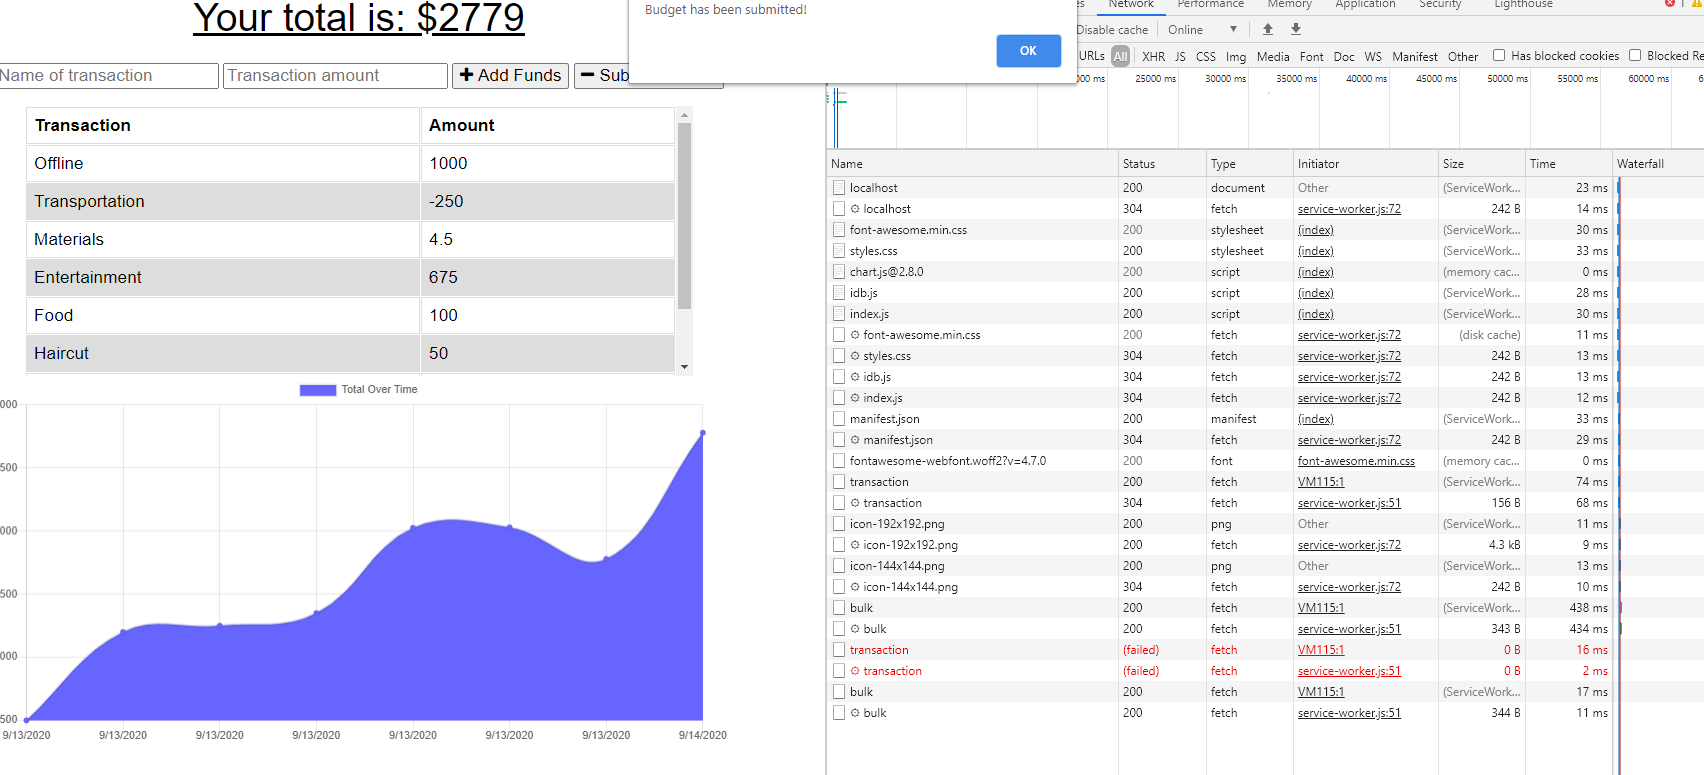 Your total is: $2779
Name of transaction
Transaction amount
Add Funds
Sub
Transaction Amount
Offline 1000
Transportation -250
Materials 4.5
Entertainment 675
Food 100
Haircut 50
Total Over Time
000
500
000
500
000
500
9/13/2020 9/13/2020 9/13/2020 9/13/2020 9/13/2020 9/13/2020 9/13/2020 9/14/2020
Budget has been submitted!
OK
es Network Performance Memory Application Security Lighthouse
Disable cache Online
URLs All XHR JS CSS Img Media Font Doc WS Manifest Other Has blocked cookies Blocked Re
000 ms 25000 ms 30000 ms 35000 ms 40000 ms 45000 ms 50000 ms 55000 ms 60000 ms 6
Name Status Type Initiator Size Time Waterfall
localhost 200 document Other (ServiceWork... 23 ms
localhost 304 fetch service-worker.js:72 242 B 14 ms
font-awesome.min.css 200 stylesheet (index) (ServiceWork... 30 ms
styles.css 200 stylesheet (index) (ServiceWork... 33 ms
chart.js@2.8.0 200 script (index) (memory cac... 0 ms
idb.js 200 script (index) (ServiceWork... 28 ms
index.js 200 script (index) (ServiceWork... 30 ms
font-awesome.min.css 200 fetch service-worker.js:72 (disk cache) 11 ms
styles.css 304 fetch service-worker.js:72 242 B 13 ms
idb.js 304 fetch service-worker.js:72 242 B 13 ms
index.js 304 fetch service-worker.js:72 242 B 12 ms
manifest.json 200 manifest (index) (ServiceWork... 33 ms
manifest.json 304 fetch service-worker.js:72 242 B 29 ms
fontawesome-webfont.woff2?v=4.7.0 200 font font-awesome.min.css (memory cac... 0 ms
transaction 200 fetch VM115:1 (ServiceWork... 74 ms
transaction 304 fetch service-worker.js:51 156 B 68 ms
icon-192x192.png 200 png Other (ServiceWork... 11 ms
icon-192x192.png 200 fetch service-worker.js:72 4.3 kB 9 ms
icon-144x144.png 200 png Other (ServiceWork... 13 ms
icon-144x144.png 304 fetch service-worker.js:72 242 B 10 ms
bulk 200 fetch VM115:1 (ServiceWork... 438 ms
bulk 200 fetch service-worker.js:51 343 B 434 ms
transaction (failed) fetch VM115:1 0 B 16 ms
transaction (failed) fetch service-worker.js:51 0 B 2 ms
bulk 200 fetch VM115:1 (ServiceWork... 17 ms
bulk 200 fetch service-worker.js:51 344 B 11 ms